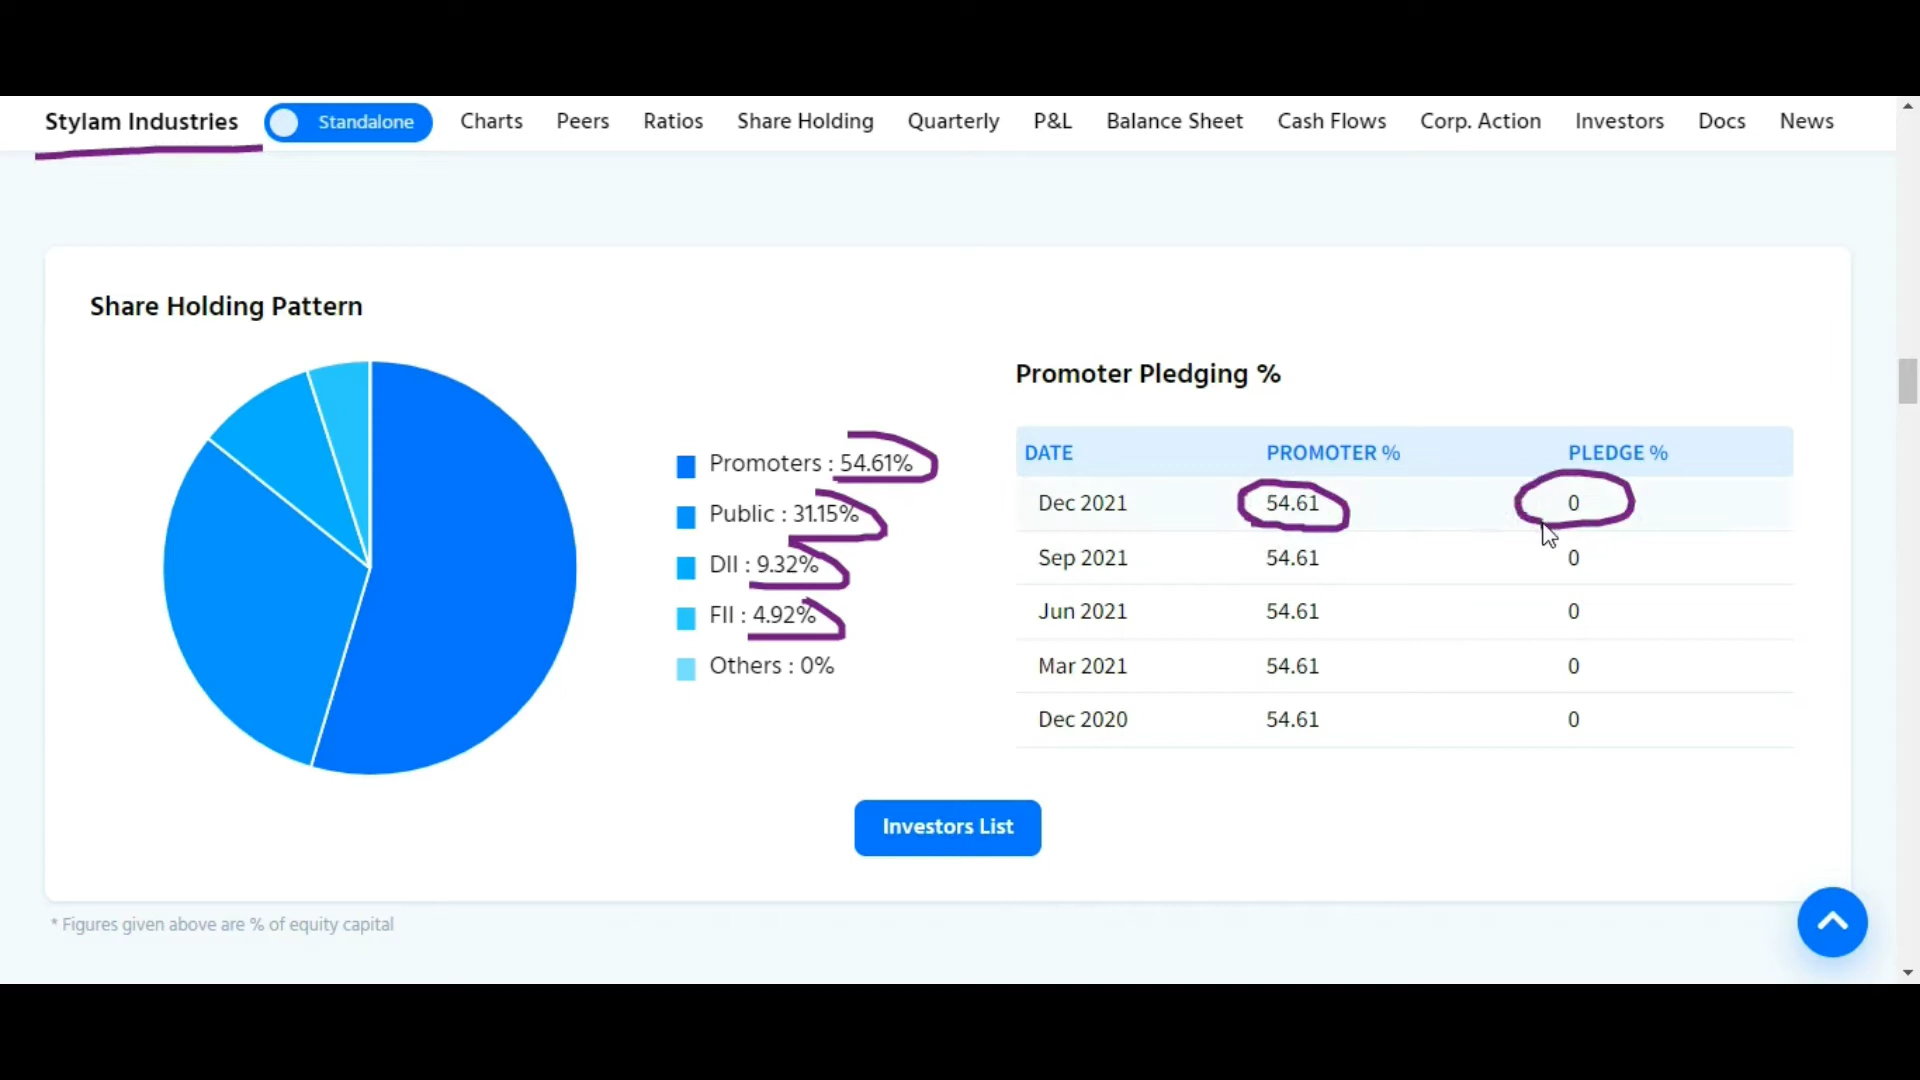 Stylam Industries Standalone Charts Peers Ratios Share Holding Quarterly P&L Balance Sheet Cash Flows Corp. Action Investors Docs News
Share Holding Pattern
Promoters : 54.61%
Public : 31.15%
DII : 9.32%
FII : 4.92%
Others : 0%
Promoter Pledging %
DATE PROMOTER % PLEDGE %
Dec 2021 54.61 0
Sep 2021 54.61 0
Jun 2021 54.61 0
Mar 2021 54.61 0
Dec 2020 54.61 0
Investors List
* Figures given above are % of equity capital